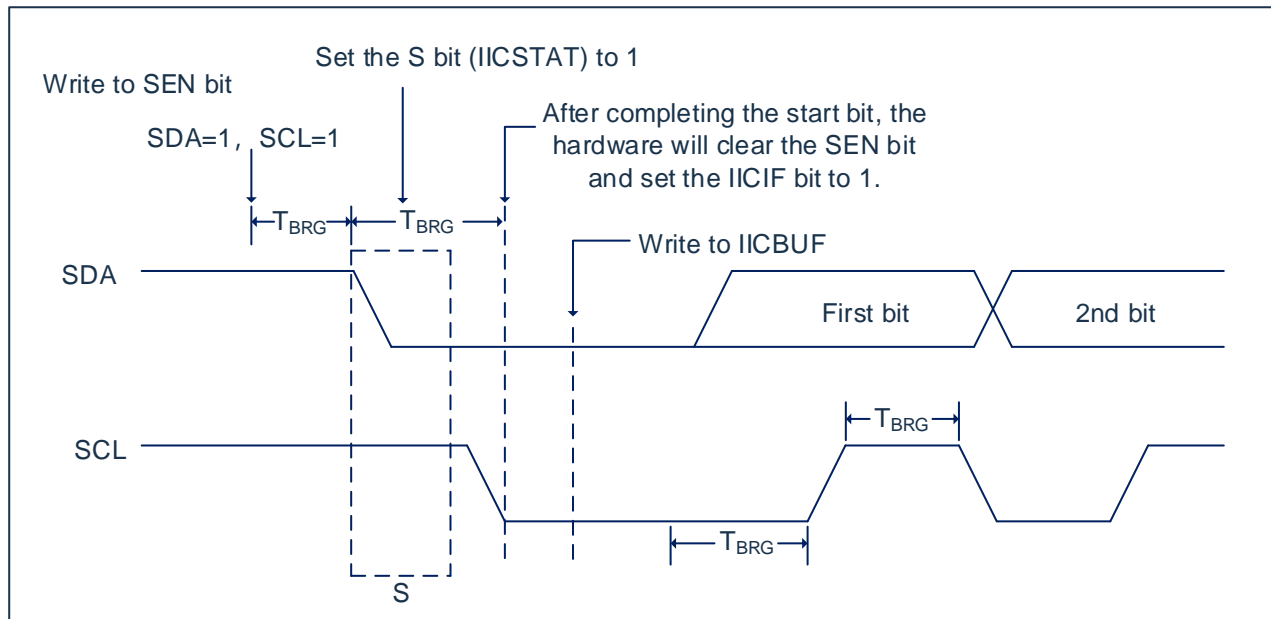 Set the S bit (IICSTAT) to 1
Write to SEN bit
SDA=1, SCL=1
After completing the start bit, the
hardware will clear the SEN bit
and set the IICIF bit to 1.
TBRG
TBRG
Write to IICBUF
SDA
First bit
2nd bit
TBRG
SCL
TBRG
S